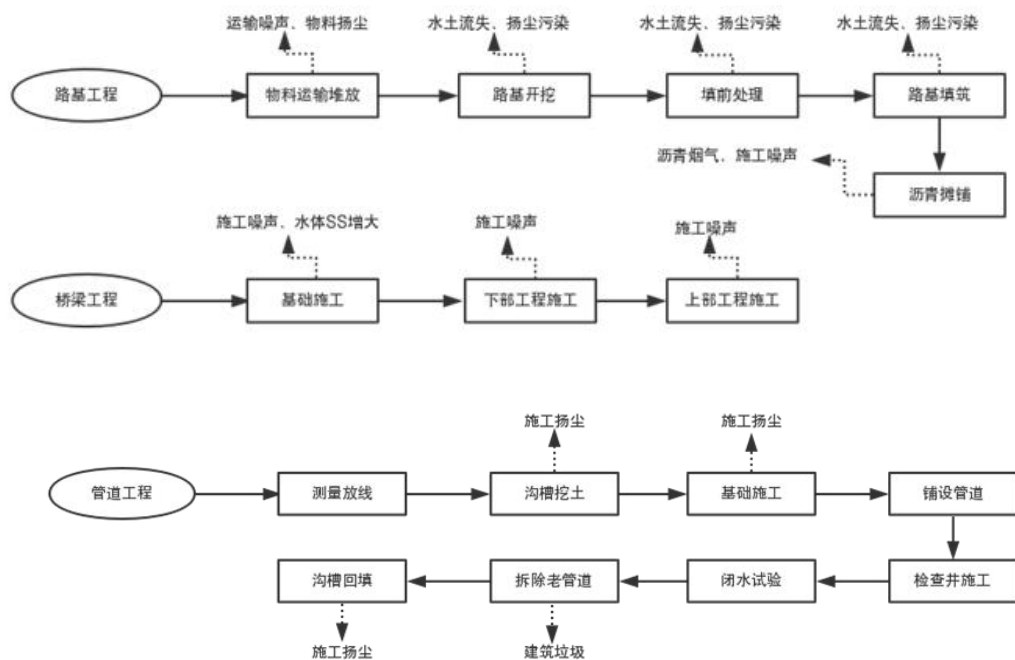 运输噪声、物料扬尘
水土流失、扬尘污染
水土流失、扬尘污染
水土流失、扬尘污染
路基工程
物料运输堆放
路基开挖
填前处理
路基填筑
沥青烟气、施工噪声
沥青摊铺
施工噪声、水体SS增大
施工噪声
施工噪声
桥梁工程
基础施工
下部工程施工
上部工程施工
施工扬尘
施工扬尘
管道工程
测量放线
沟槽挖土
基础施工
铺设管道
沟槽回填
拆除老管道
闭水试验
检查井施工
施工扬尘
建筑垃圾